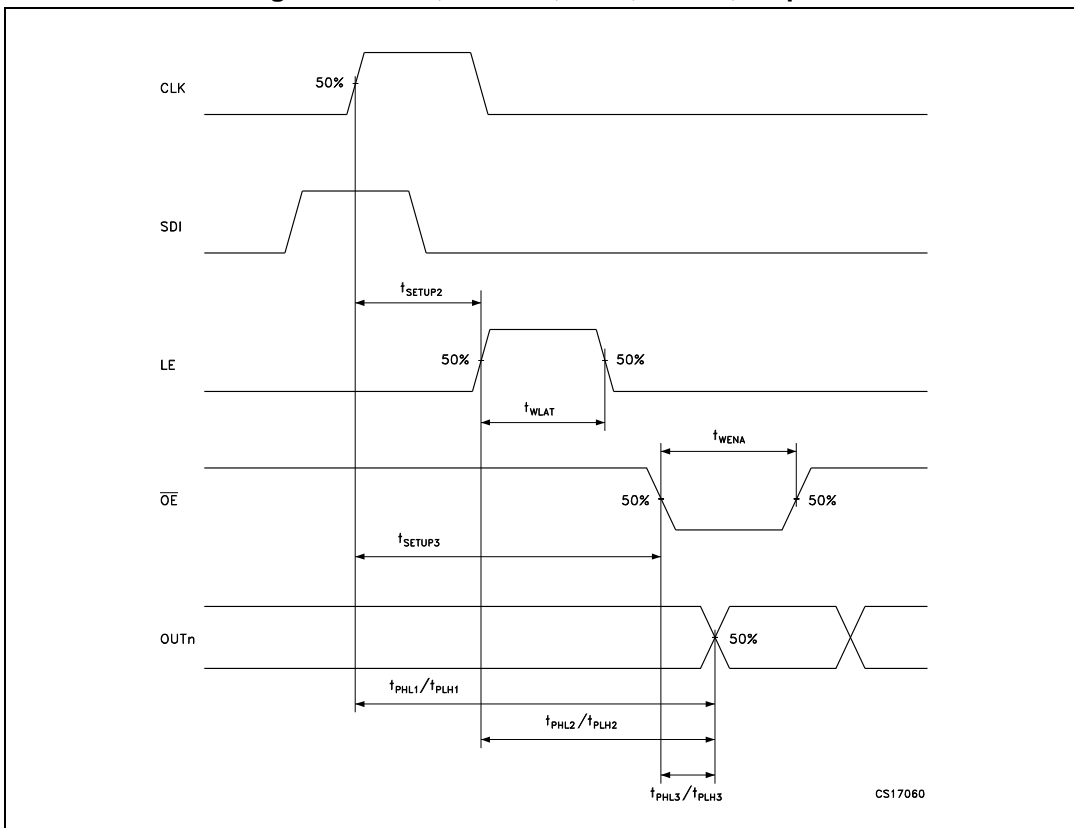 CLK
50%
SDI
tSETUP2
LE
50%
50%
tWLAT
tWENA
OE
50%
50%
tSETUP3
OUTn
50%
tPHL1/tPLH1
tPHL2/tPLH2
tPHL3/tPLH3
CS17060